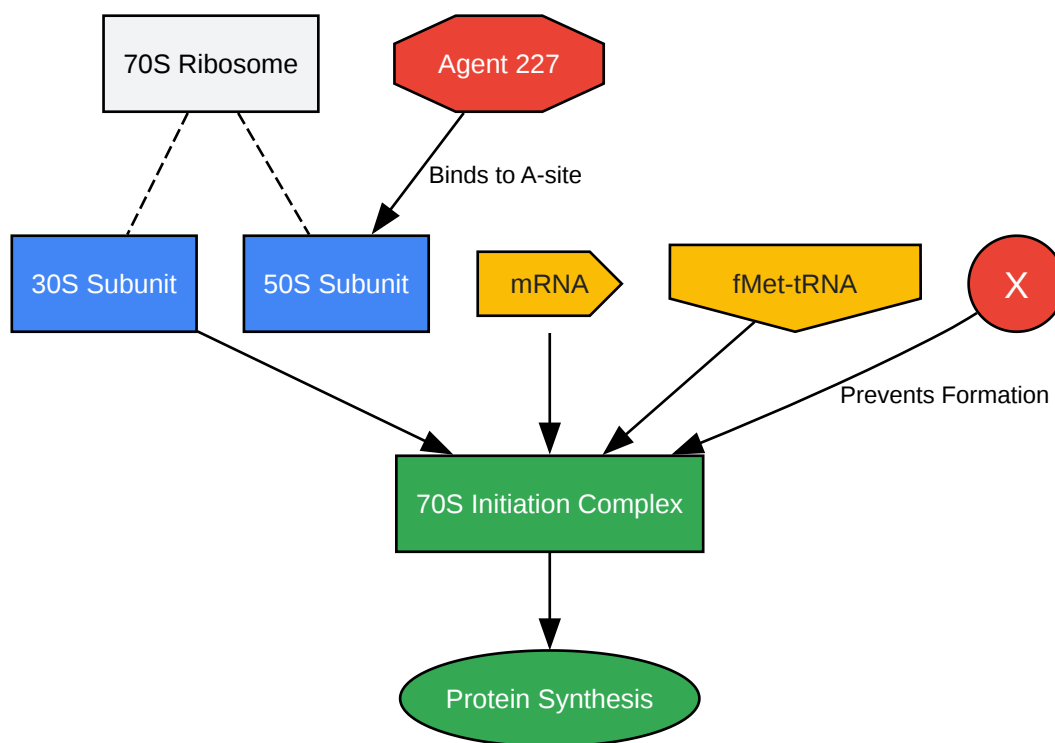 70S Ribosome
Agent 227
Binds to A-site
30S Subunit
50S Subunit
mRNA
fMet-tRNA
X
Prevents Formation
70S Initiation Complex
Protein Synthesis